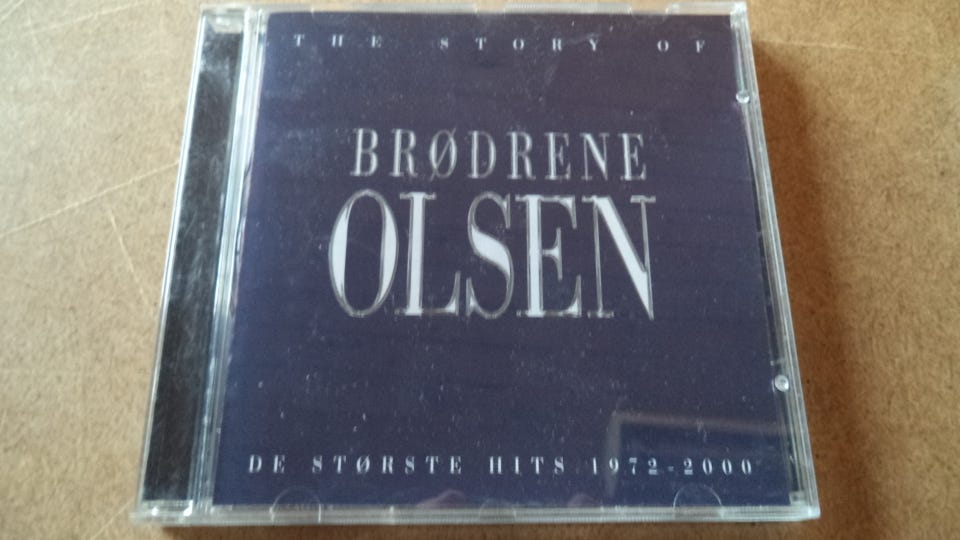 THE STORY OF
BRØDRENE
OLSEN
DE STØRSTE HITS 1972-2000